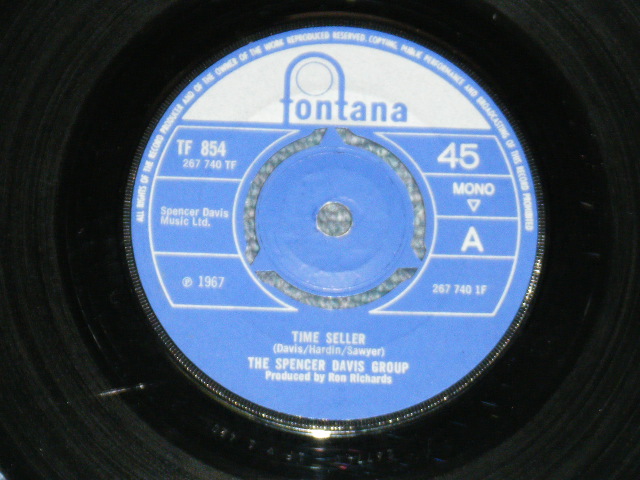 ALL RIGHTS OF THE RECORD PRODUCER AND OF THE OWNER OF THE WORK REPRODUCED RESERVED. COPYING, PUBLIC PERFORMANCE AND BROADCASTING OF THE RECORD PROHIBITED
fontana
TF 854
267 740 TF
45
MONO
A
Spencer Davis
Music Ltd.
℗ 1967
267 740 1F
TIME SELLER
(Davis/Hardin/Sawyer)
THE SPENCER DAVIS GROUP
Produced by Ron Richards